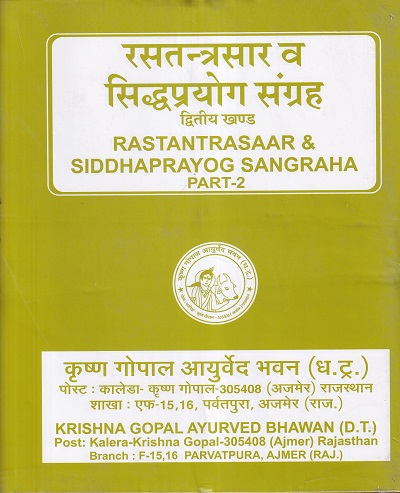 रसतन्त्रसार व
सिद्धप्रयोग संग्रह
द्वितीय खण्ड
RASTANTRASAAR &
SIDDHAPRAYOG SANGRAHA
PART-2
कृष्ण गोपाल आयुर्वेद भवन (ध.ट्र.)
कृष्ण गोपाल आयुर्वेद भवन (ध.ट्र.)
पोस्ट : कालेडा- कृष्ण गोपाल-305408 (अजमेर) राजस्थान
शाखा : एफ-15,16, पर्वतपुरा, अजमेर (राज.)
KRISHNA GOPAL AYURVED BHAWAN (D.T.)
Post: Kalera-Krishna Gopal-305408 (Ajmer) Rajasthan
Branch : F-15,16 PARVATPURA, AJMER (RAJ.)